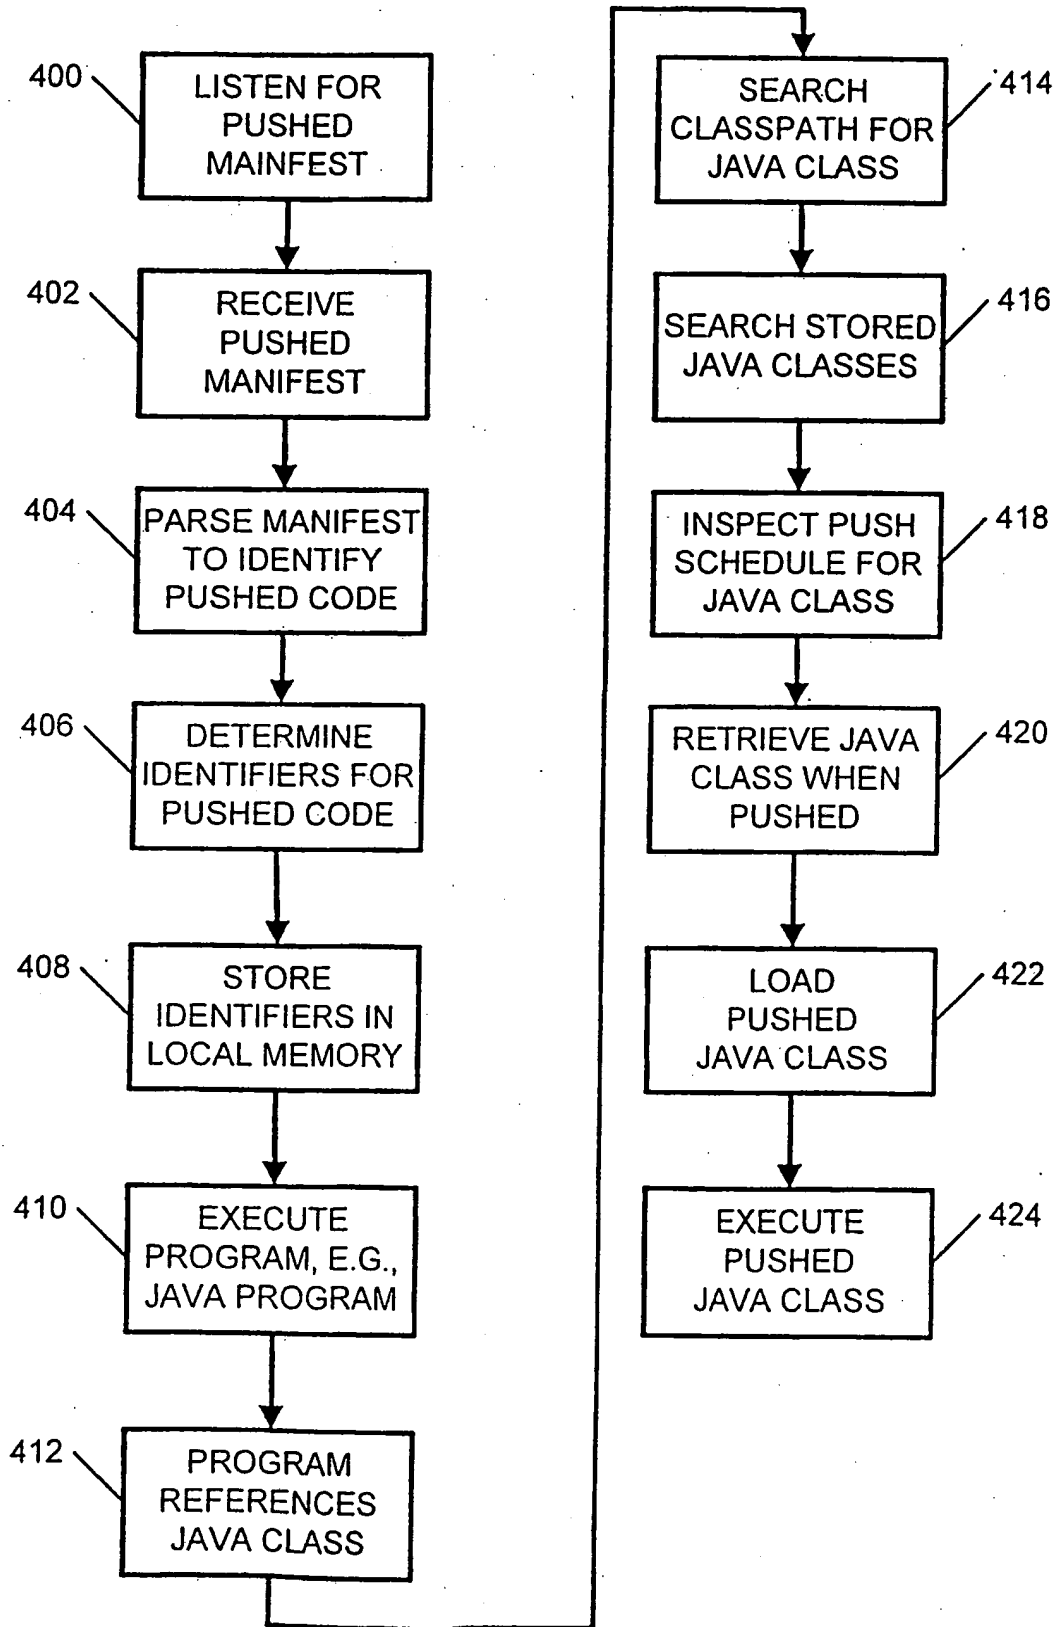 400
LISTEN FOR
PUSHED
MAINFEST
402
RECEIVE
PUSHED
MANIFEST
404
PARSE MANIFEST
TO IDENTIFY
PUSHED CODE
406
DETERMINE
IDENTIFIERS FOR
PUSHED CODE
408
STORE
IDENTIFIERS IN
LOCAL MEMORY
410
EXECUTE
PROGRAM, E.G.,
JAVA PROGRAM
412
PROGRAM
REFERENCES
JAVA CLASS
SEARCH
CLASSPATH FOR
JAVA CLASS
414
SEARCH STORED
JAVA CLASSES
416
INSPECT PUSH
SCHEDULE FOR
JAVA CLASS
418
RETRIEVE JAVA
CLASS WHEN
PUSHED
420
LOAD
PUSHED
JAVA CLASS
422
EXECUTE
PUSHED
JAVA CLASS
424